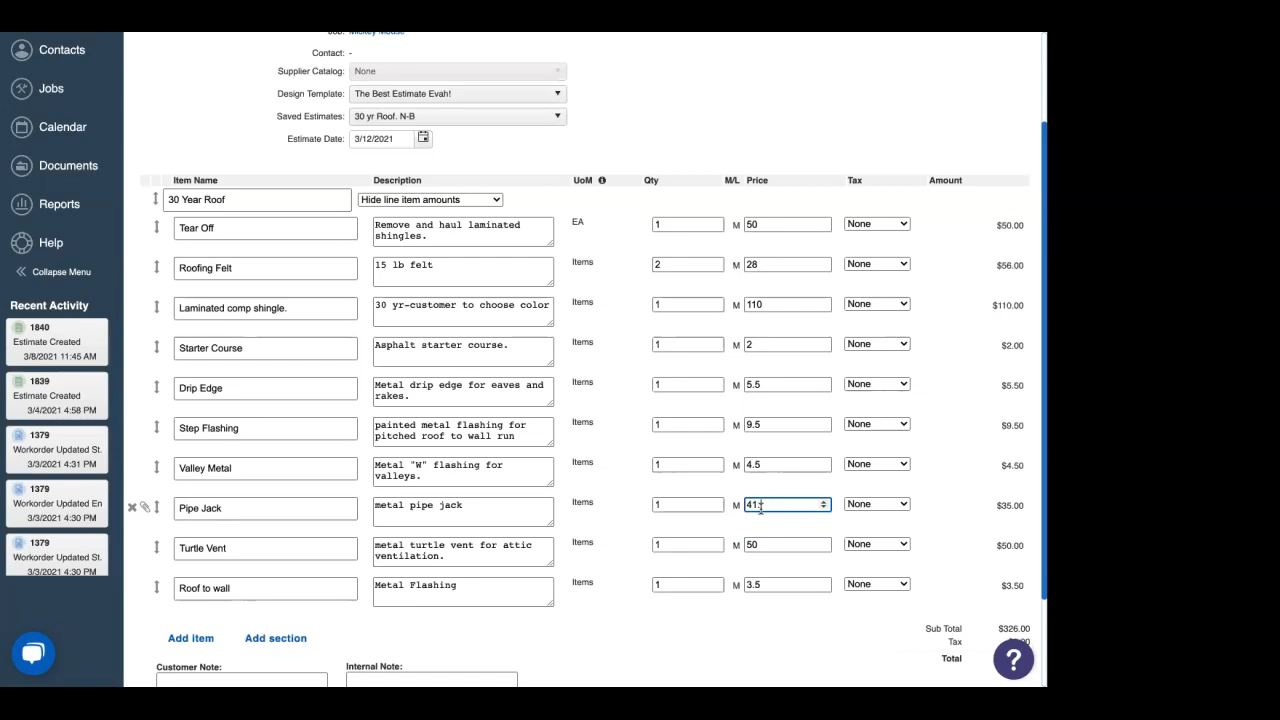 Job: Mickey Mouse
Contacts
Contact: -
Supplier Catalog: None
Jobs
Design Template: The Best Estimate Evah!
Saved Estimates: 30 yr Roof. N-B
Calendar
Estimate Date: 3/12/2021
Documents
Reports
Help
Collapse Menu
Recent Activity
1840
Estimate Created
3/8/2021 11:45 AM
1839
Estimate Created
3/4/2021 4:58 PM
1379
Workorder Updated St.
3/3/2021 4:31 PM
1379
Workorder Updated En
3/3/2021 4:30 PM
1379
Workorder Updated St.
3/3/2021 4:30 PM
Item Name Description UoM Qty M/L Price Tax Amount
30 Year Roof Hide line item amounts
Tear Off Remove and haul laminated EA 1 M 50 None $50.00
shingles.
Roofing Felt 15 lb felt Items 2 M 28 None $56.00
Laminated comp shingle. 30 yr-customer to choose color Items 1 M 110 None $110.00
Starter Course Asphalt starter course. Items 1 M 2 None $2.00
Drip Edge Metal drip edge for eaves and Items 1 M 5.5 None $5.50
rakes.
Step Flashing painted metal flashing for Items 1 M 9.5 None $9.50
pitched roof to wall run
Valley Metal Metal "W" flashing for Items 1 M 4.5 None $4.50
valleys.
Pipe Jack metal pipe jack Items 1 M 41 None $35.00
Turtle Vent metal turtle vent for attic Items 1 M 50 None $50.00
ventilation.
Roof to wall Metal Flashing Items 1 M 3.5 None $3.50
Add item Add section
Sub Total $326.00
Tax
Total
Customer Note: Internal Note:
?